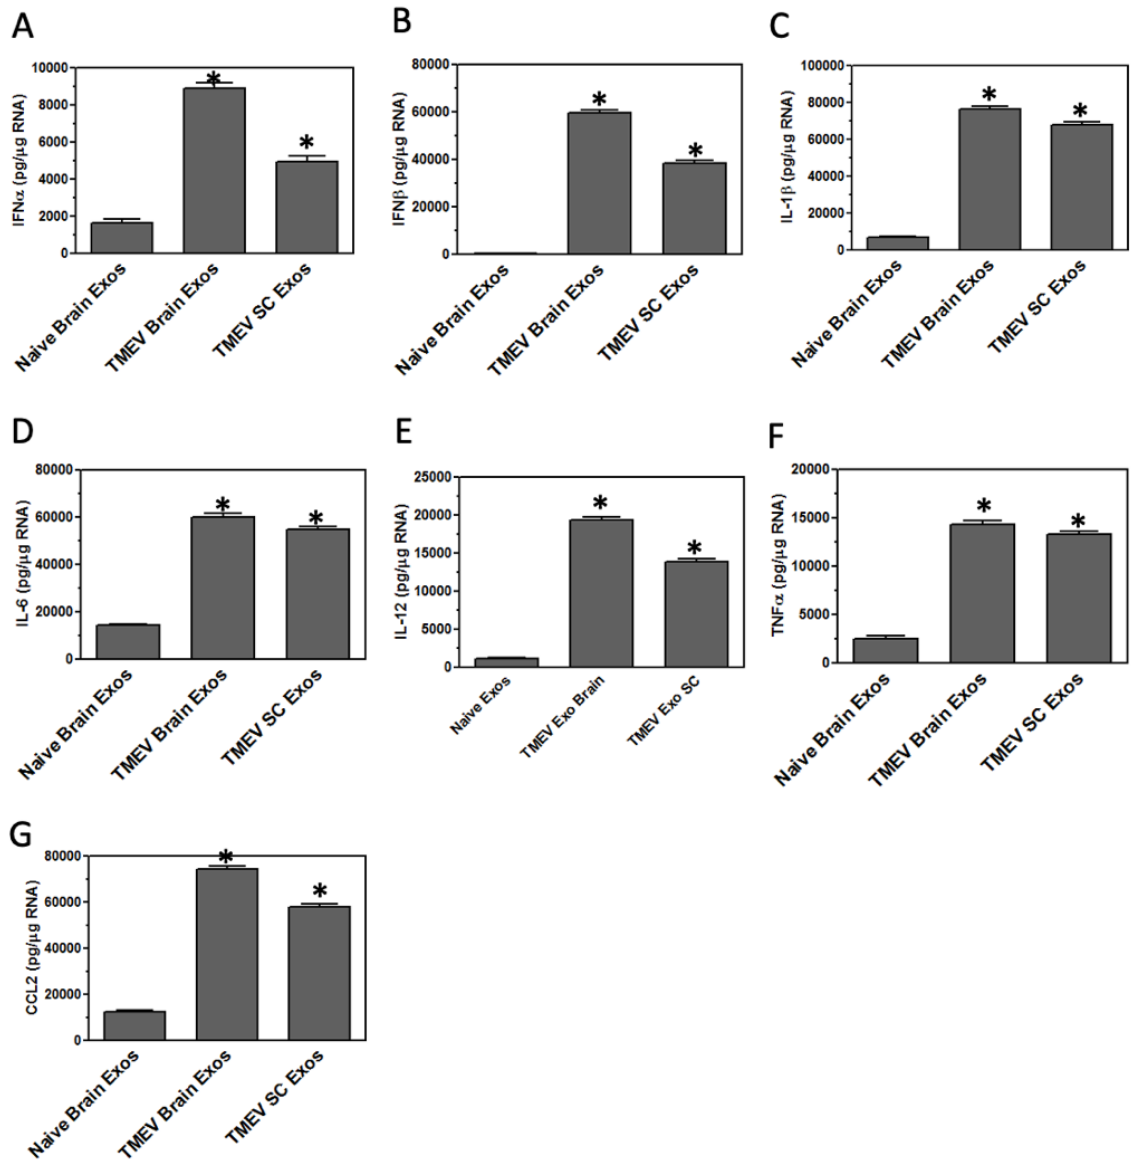 A
IFNα (pg/μg RNA)
10000
8000
6000
4000
2000
0
*
*
Naive Brain Exos
TMEV Brain Exos
TMEV SC Exos
B
IFNβ (pg/μg RNA)
80000
60000
40000
20000
0
*
*
Naive Brain Exos
TMEV Brain Exos
TMEV SC Exos
C
IL-1β (pg/μg RNA)
100000
80000
60000
40000
20000
0
*
*
Naive Brain Exos
TMEV Brain Exos
TMEV SC Exos
D
IL-6 (pg/μg RNA)
80000
60000
40000
20000
0
*
*
Naive Brain Exos
TMEV Brain Exos
TMEV SC Exos
E
IL-12 (pg/μg RNA)
25000
20000
15000
10000
5000
0
*
*
Naive Exos
TMEV Exo Brain
TMEV Exo SC
F
TNFα (pg/μg RNA)
20000
15000
10000
5000
0
*
*
Naive Brain Exos
TMEV Brain Exos
TMEV SC Exos
G
CCL2 (pg/μg RNA)
80000
60000
40000
20000
0
*
*
Naive Brain Exos
TMEV Brain Exos
TMEV SC Exos